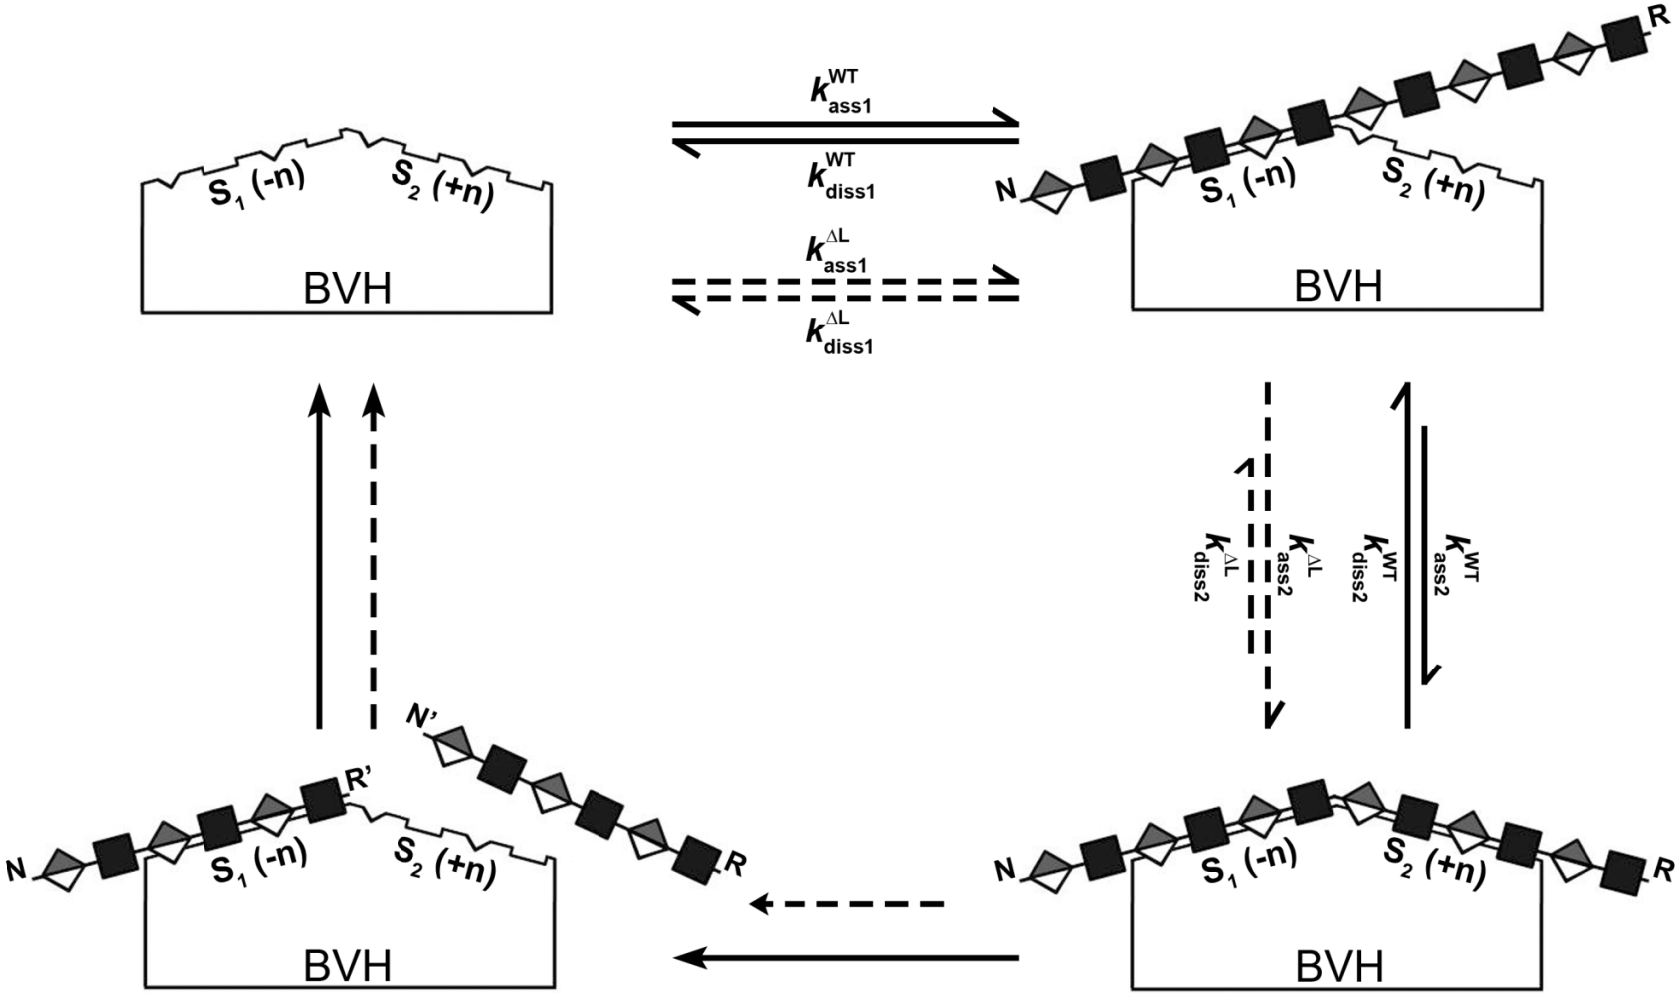 k WT ass1
k WT diss1
k ΔL ass1
k ΔL diss1
S1 (-n)
S2 (+n)
BVH
N
R
S1 (-n)
S2 (+n)
BVH
k ΔL diss2
k ΔL ass2
k WT diss2
k WT ass2
N
R'
N'
R
S1 (-n)
S2 (+n)
BVH
N
R
S1 (-n)
S2 (+n)
BVH